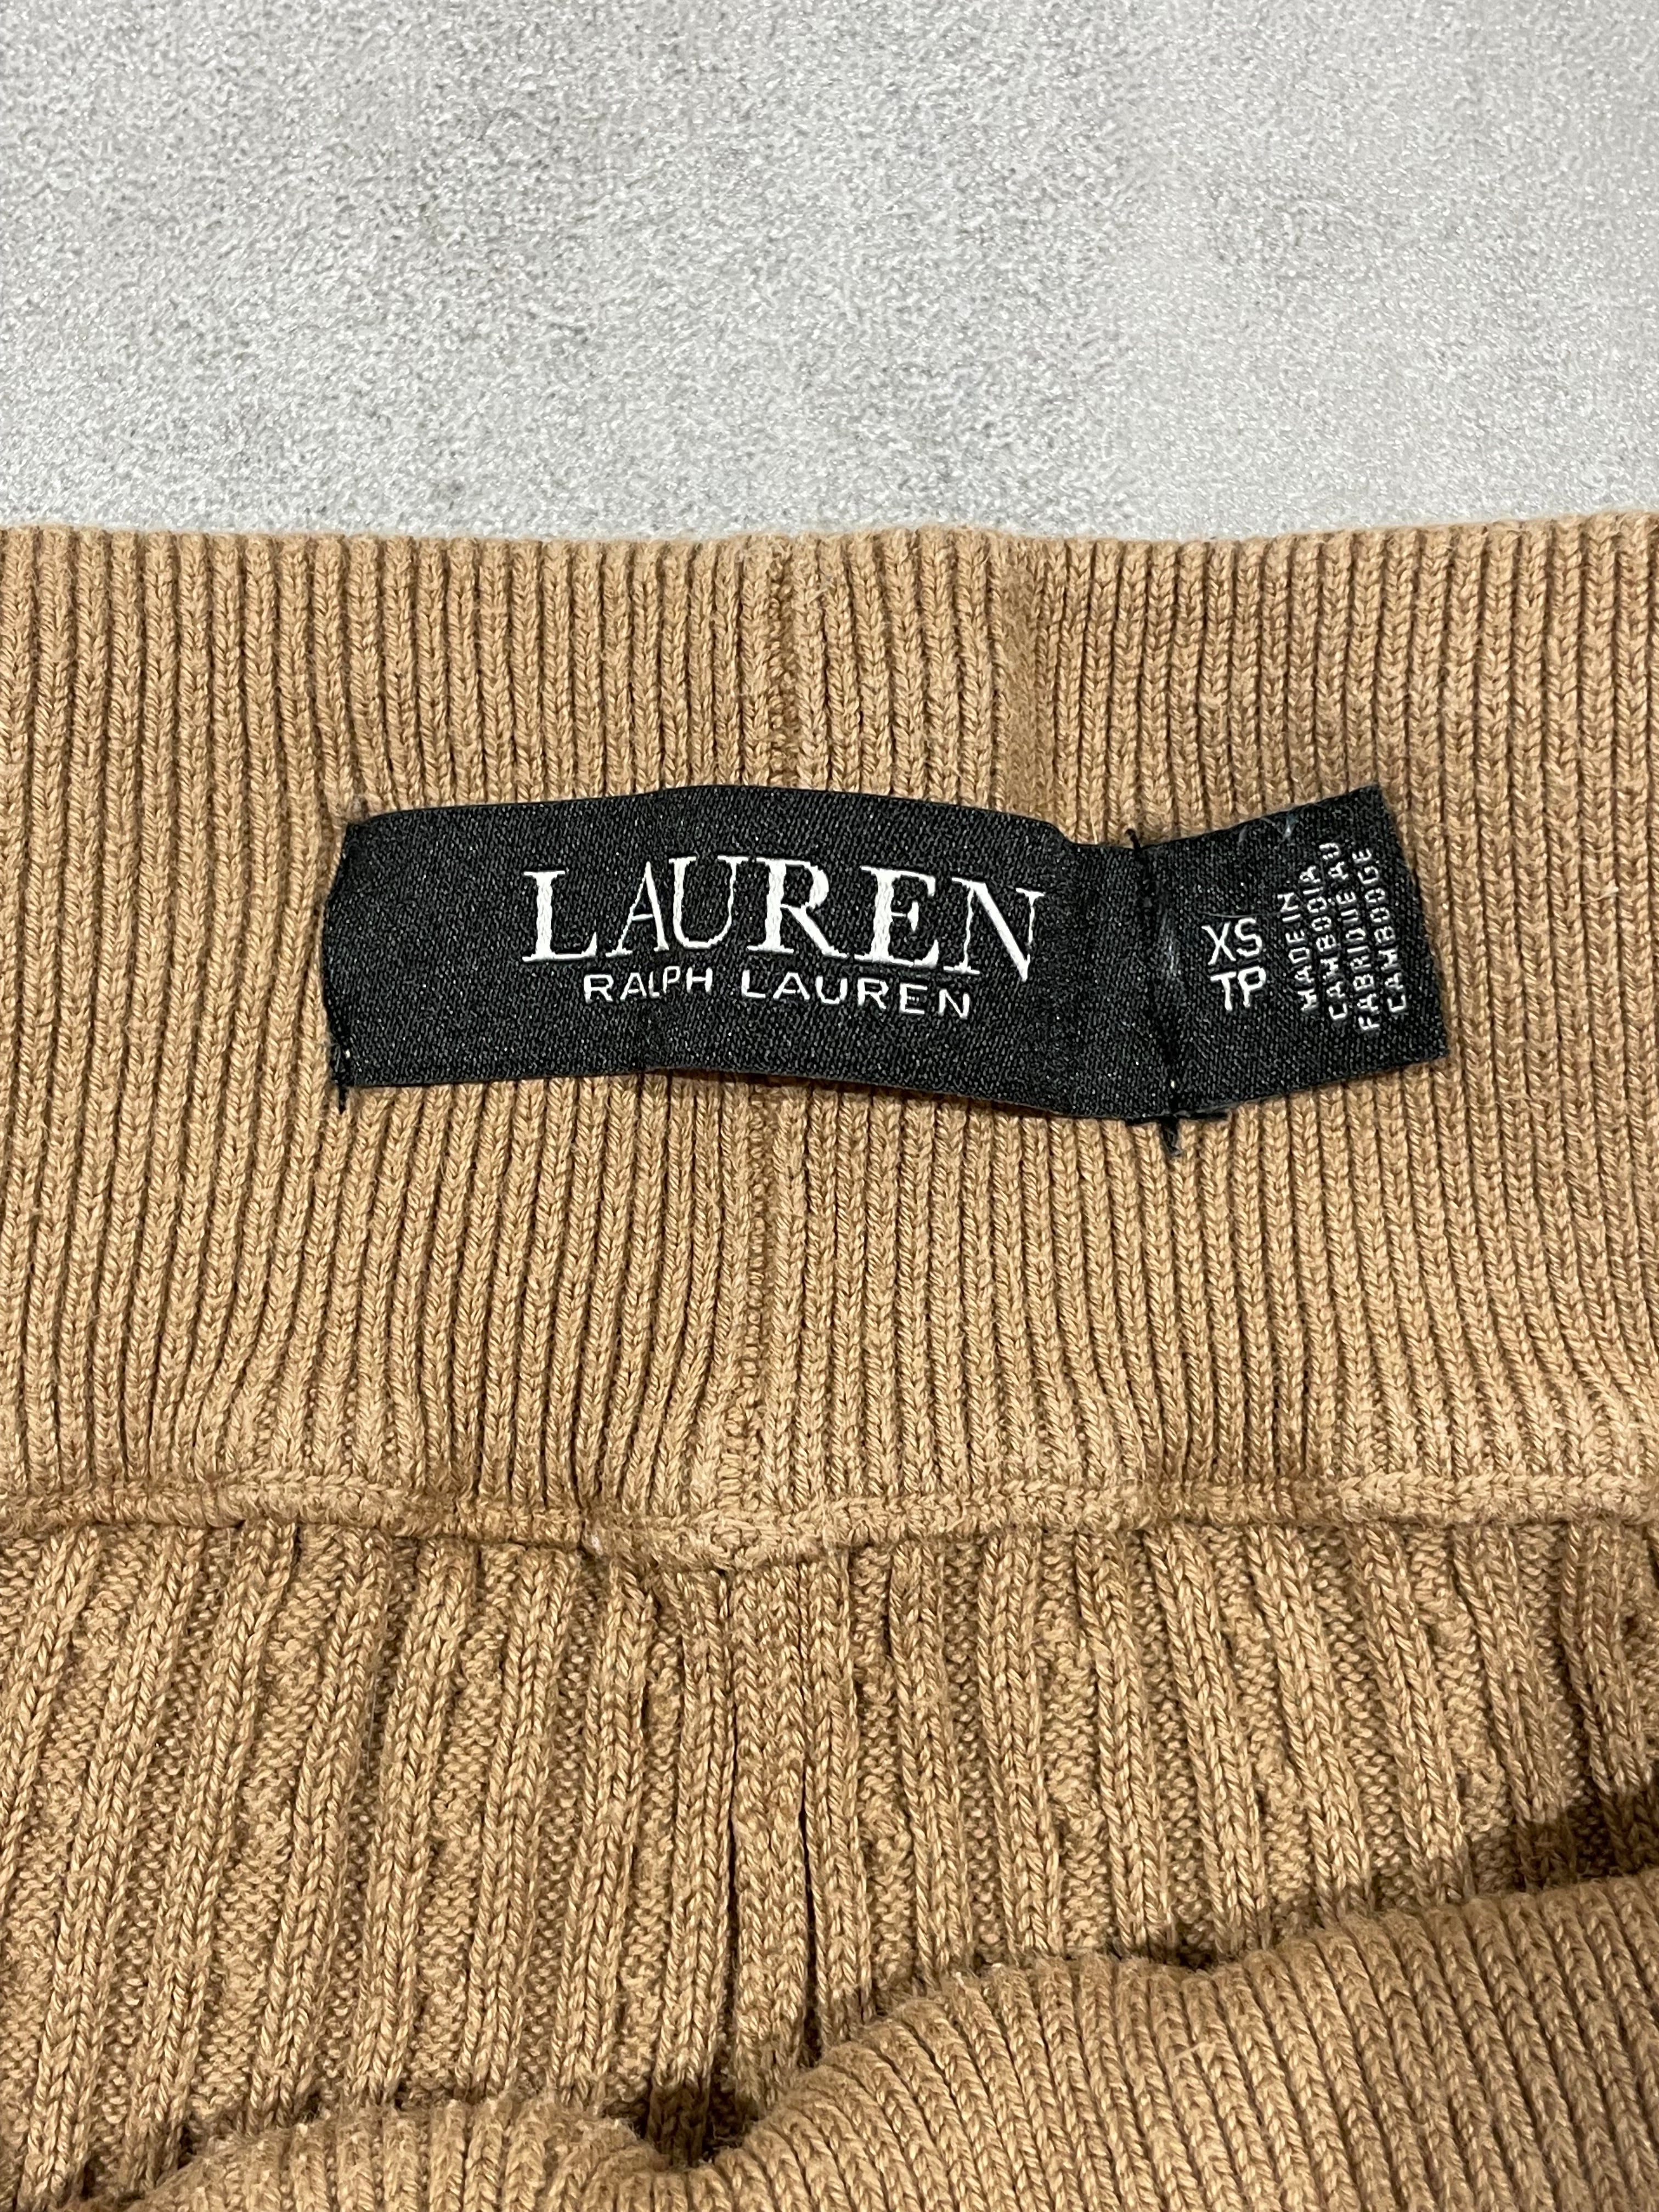 LAUREN
RALPH LAUREN
XS
TP
MADE IN
CAMBODIA
FABRIQUÉ AU
CAMBODGE